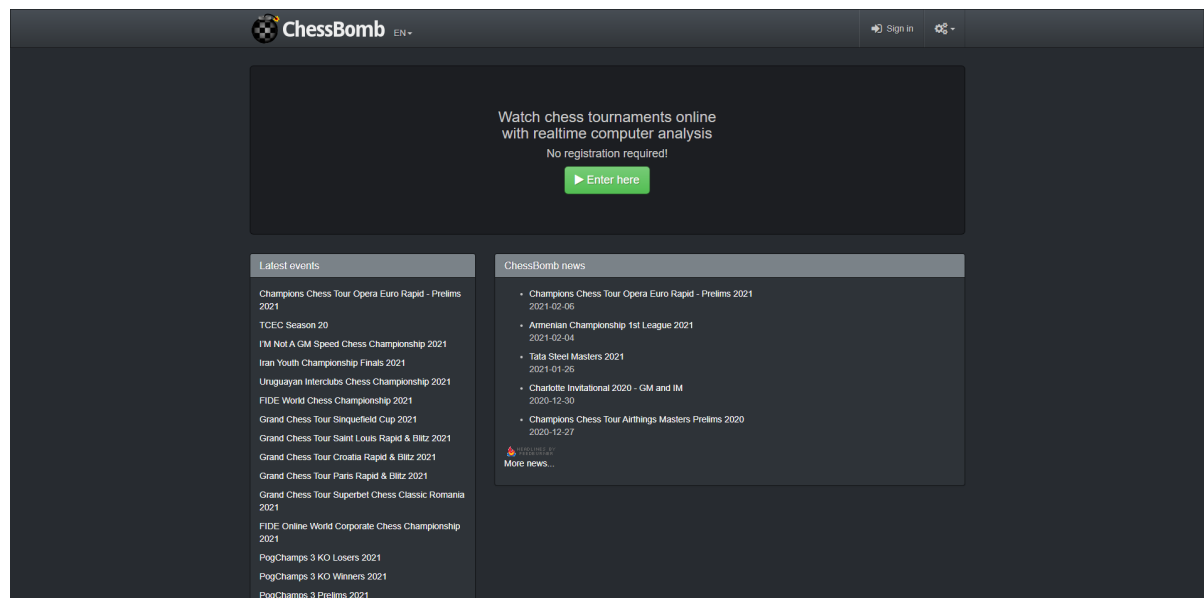 ChessBomb EN
Sign in
Watch chess tournaments online
with realtime computer analysis
No registration required!
Enter here
Latest events
Champions Chess Tour Opera Euro Rapid - Prelims
2021
TCEC Season 20
I'M Not A GM Speed Chess Championship 2021
Iran Youth Championship Finals 2021
Uruguayan Interclubs Chess Championship 2021
FIDE World Chess Championship 2021
Grand Chess Tour Sinquefield Cup 2021
Grand Chess Tour Saint Louis Rapid & Blitz 2021
Grand Chess Tour Croatia Rapid & Blitz 2021
Grand Chess Tour Paris Rapid & Blitz 2021
Grand Chess Tour Superbet Chess Classic Romania
2021
FIDE Online World Corporate Chess Championship
2021
PogChamps 3 KO Losers 2021
PogChamps 3 KO Winners 2021
PogChamps 3 Prelims 2021
ChessBomb news
Champions Chess Tour Opera Euro Rapid - Prelims 2021
2021-02-06
Armenian Championship 1st League 2021
2021-02-04
Tata Steel Masters 2021
2021-01-26
Charlotte Invitational 2020 - GM and IM
2020-12-30
Champions Chess Tour Airthings Masters Prelims 2020
2020-12-27
HEADLINES BY
FEEDBURNER
More news...